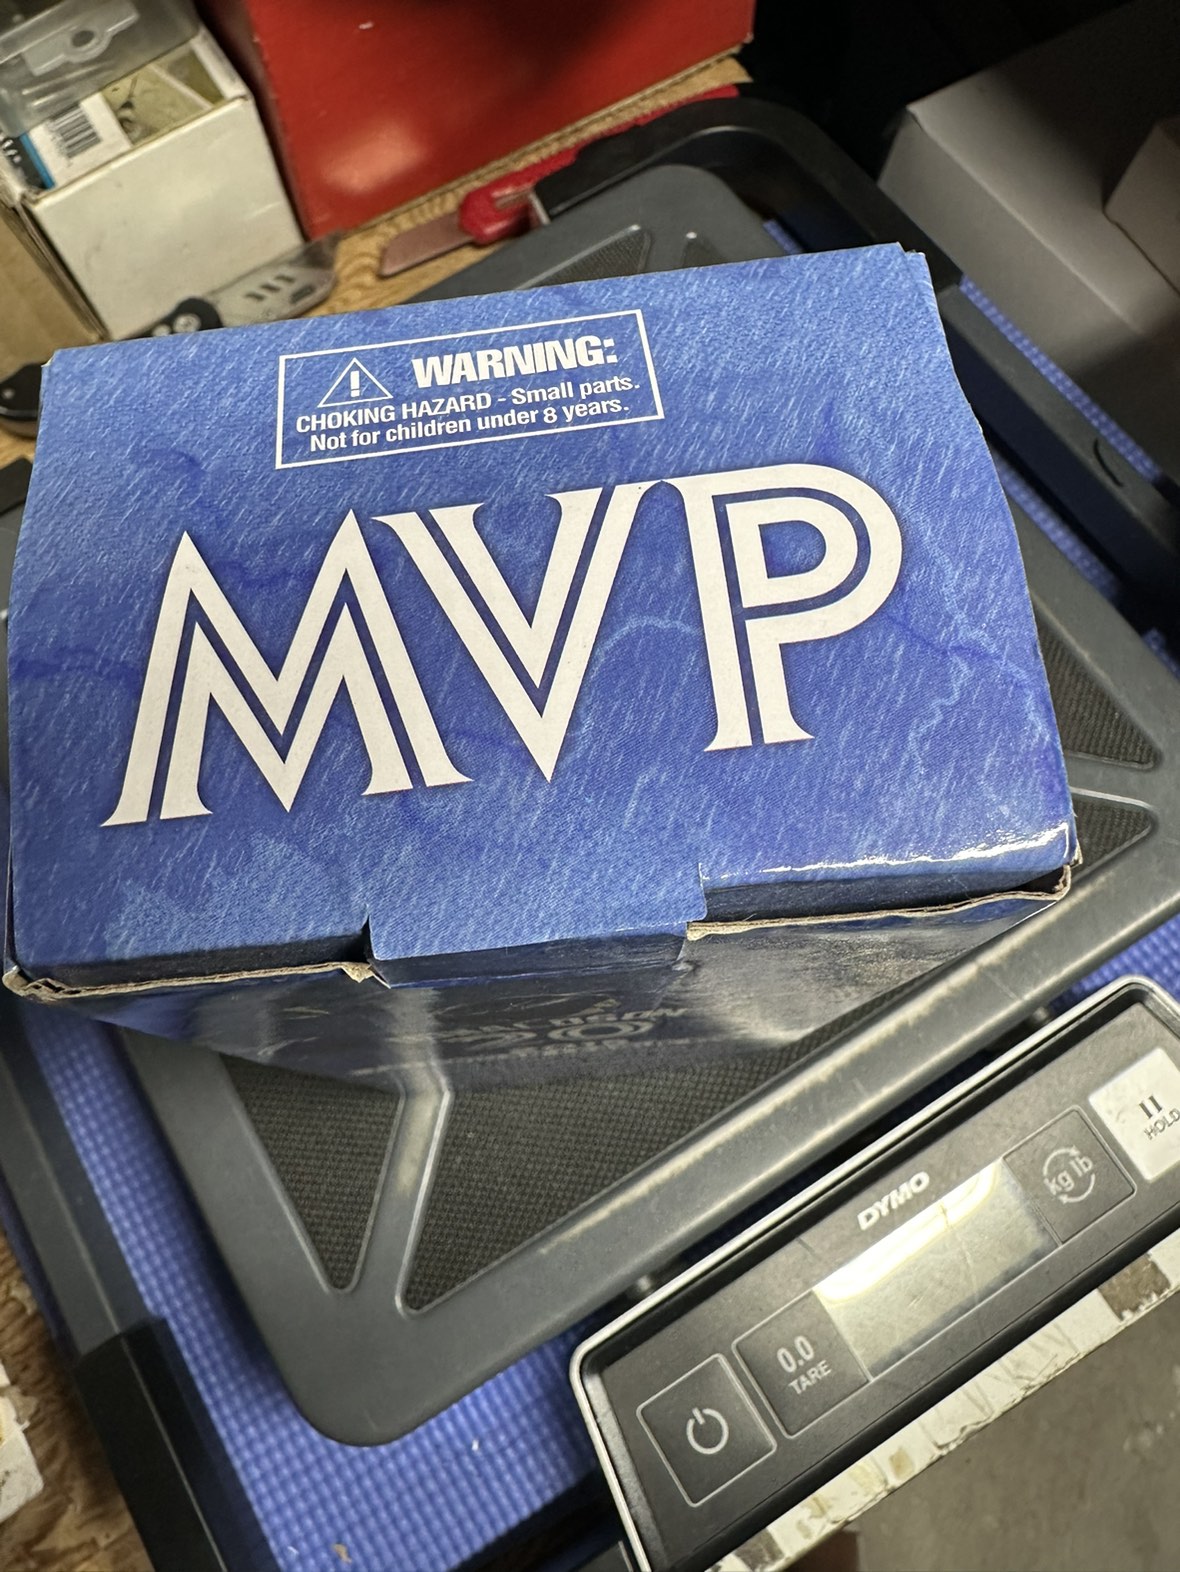 WARNING:
CHOKING HAZARD - Small parts.
Not for children under 8 years.
MVP
DYMO
kg lb
HOLD
0.0
TARE